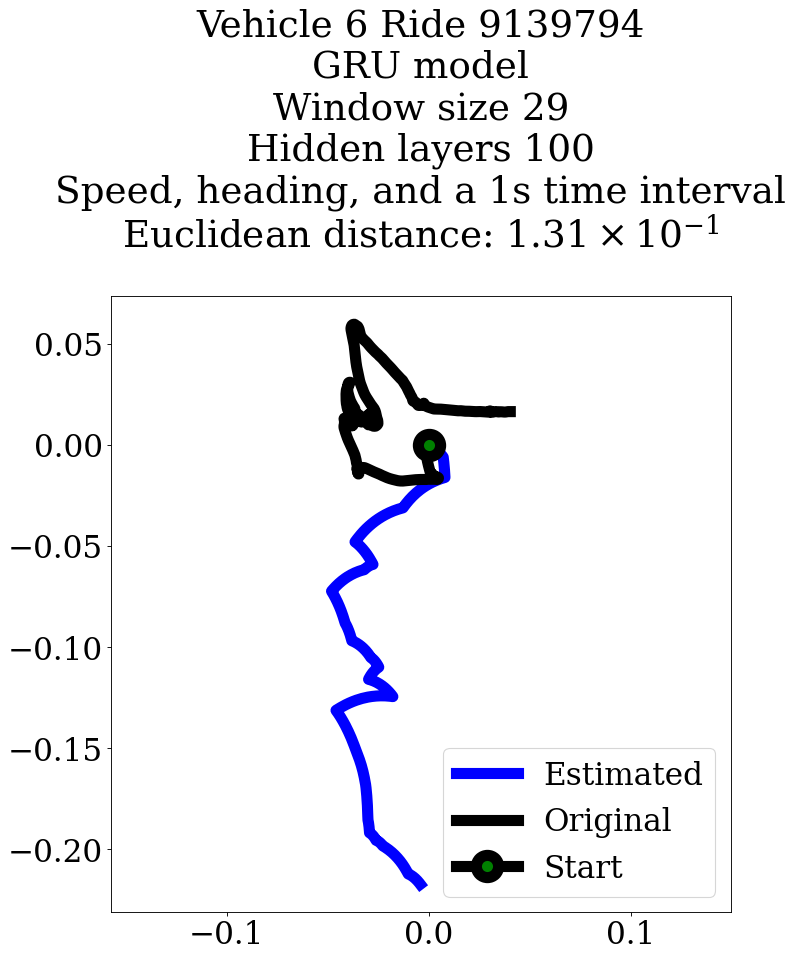 Vehicle 6 Ride 9139794
GRU model
Window size 29
Hidden layers 100
Speed, heading, and a 1s time interval
Euclidean distance: 1.31 × 10⁻¹
0.05
0.00
−0.05
−0.10
−0.15
−0.20
Estimated
Original
Start
−0.1
0.0
0.1